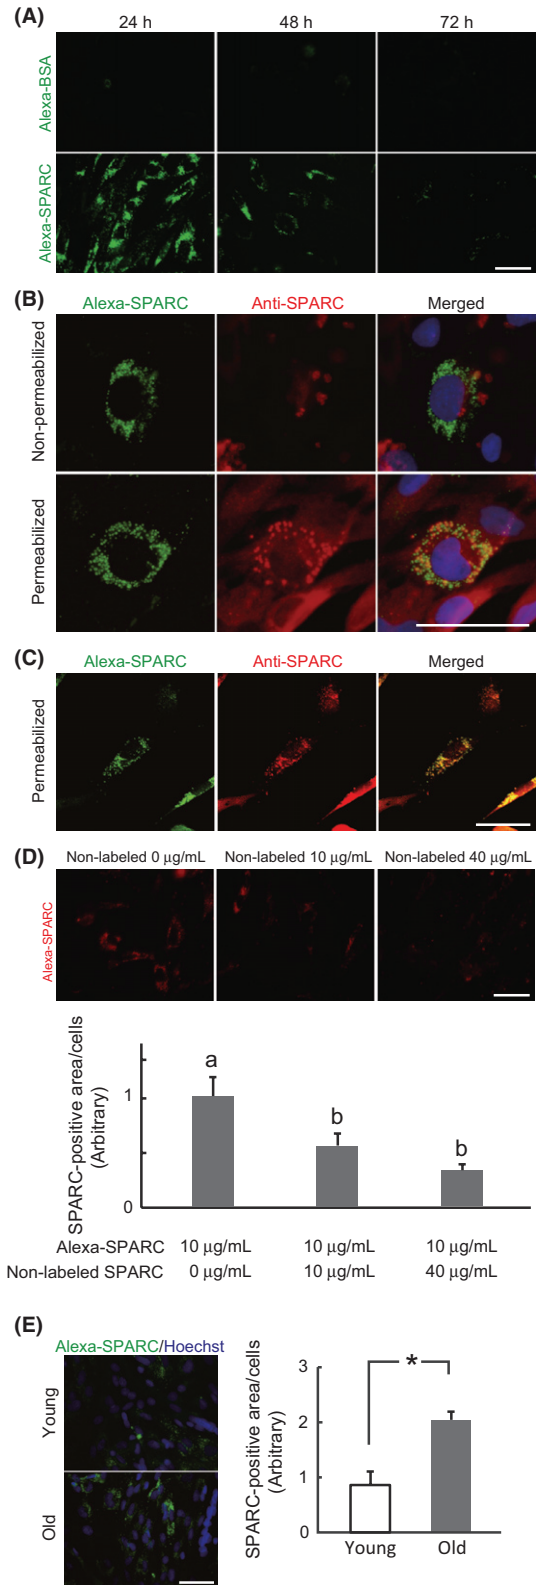 (A)
24 h 48 h 72 h
Alexa-BSA
Alexa-SPARC
(B)
Alexa-SPARC Anti-SPARC Merged
Non-permeabilized
Permeabilized
(C)
Alexa-SPARC Anti-SPARC Merged
Permeabilized
(D)
Non-labeled 0 μg/mL Non-labeled 10 μg/mL Non-labeled 40 μg/mL
Alexa-SPARC
SPARC-positive area/cells
(Arbitrary)
1
0
a
b
b
Alexa-SPARC 10 μg/mL 10 μg/mL 10 μg/mL
Non-labeled SPARC 0 μg/mL 10 μg/mL 40 μg/mL
(E)
Alexa-SPARC/Hoechst
Young
Old
SPARC-positive area/cells
(Arbitrary)
3
2
1
0
*
Young Old